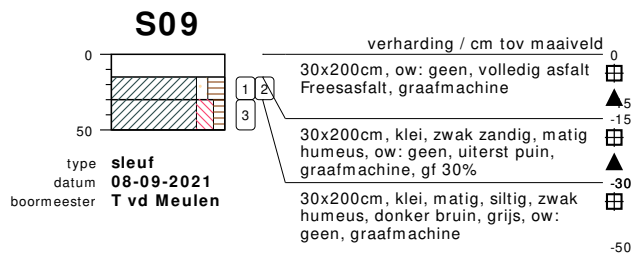 S09
verharding / cm tov maaiveld
0
0
30x200cm, ow: geen, volledig asfalt
Freesasfalt, graafmachine
1 2
-15
30x200cm, klei, zwak zandig, matig
humeus, ow: geen, uiterst puin,
graafmachine, gf 30%
3
50
-30
30x200cm, klei, matig, siltig, zwak
humeus, donker bruin, grijs, ow:
geen, graafmachine
-50
type sleuf
datum 08-09-2021
boormeester T vd Meulen